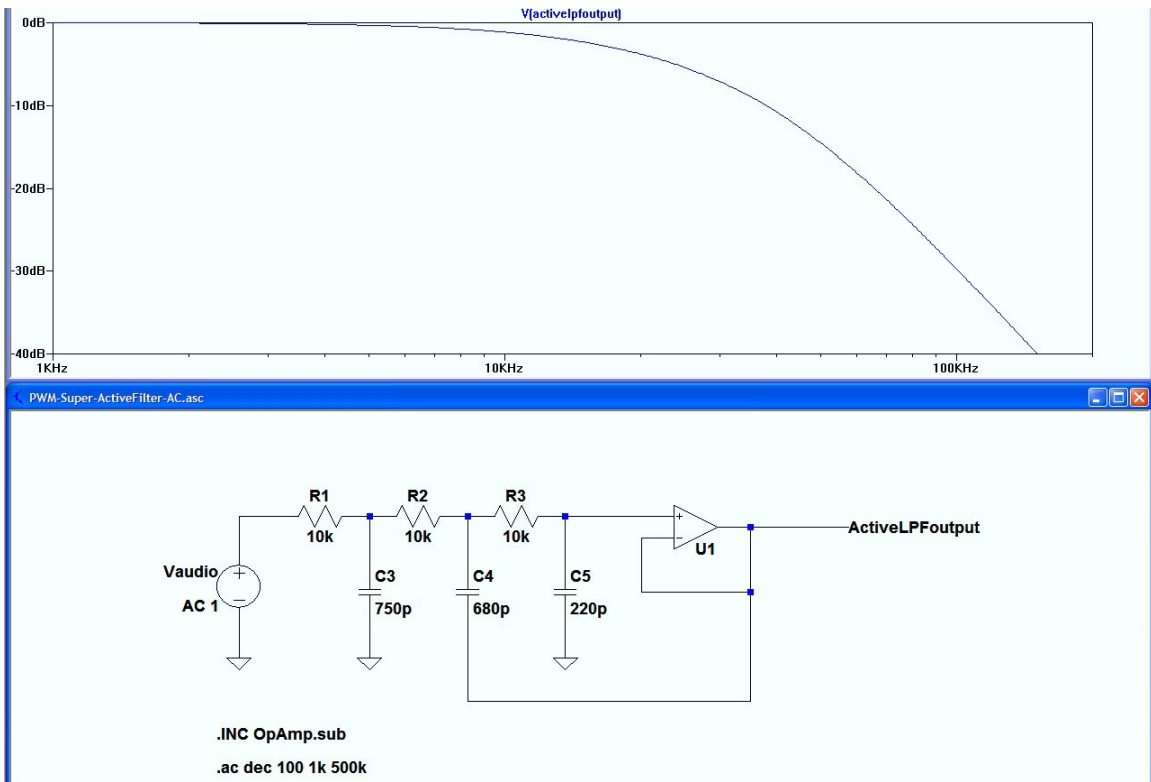 V(activelpfoutput)
0dB
-10dB
-20dB
-30dB
-40dB
1KHz
10KHz
100KHz
PWM-Super-ActiveFilter-AC.asc
R1
10k
R2
10k
R3
10k
Vaudio
AC 1
C3
750p
C4
680p
C5
220p
U1
ActiveLPFoutput
.INC OpAmp.sub
.ac dec 100 1k 500k